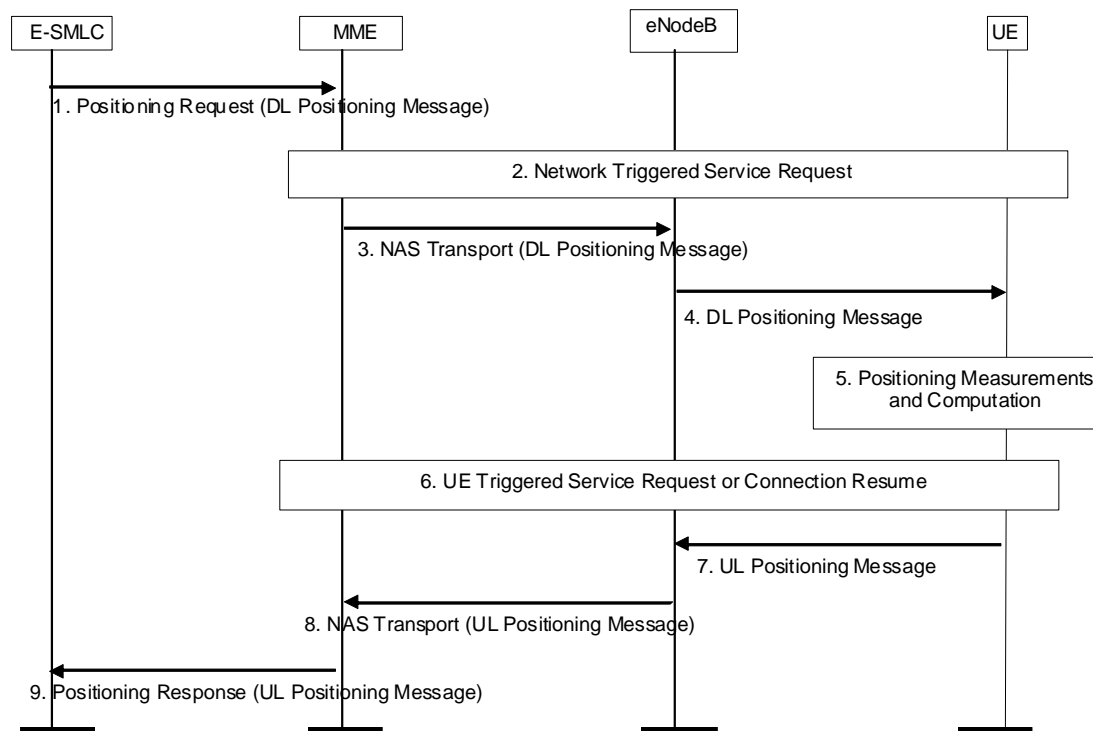 E-SMLC
MME
eNodeB
UE
1. Positioning Request (DL Positioning Message)
2. Network Triggered Service Request
3. NAS Transport (DL Positioning Message)
4. DL Positioning Message
5. Positioning Measurements
and Computation
6. UE Triggered Service Request or Connection Resume
7. UL Positioning Message
8. NAS Transport (UL Positioning Message)
9. Positioning Response (UL Positioning Message)